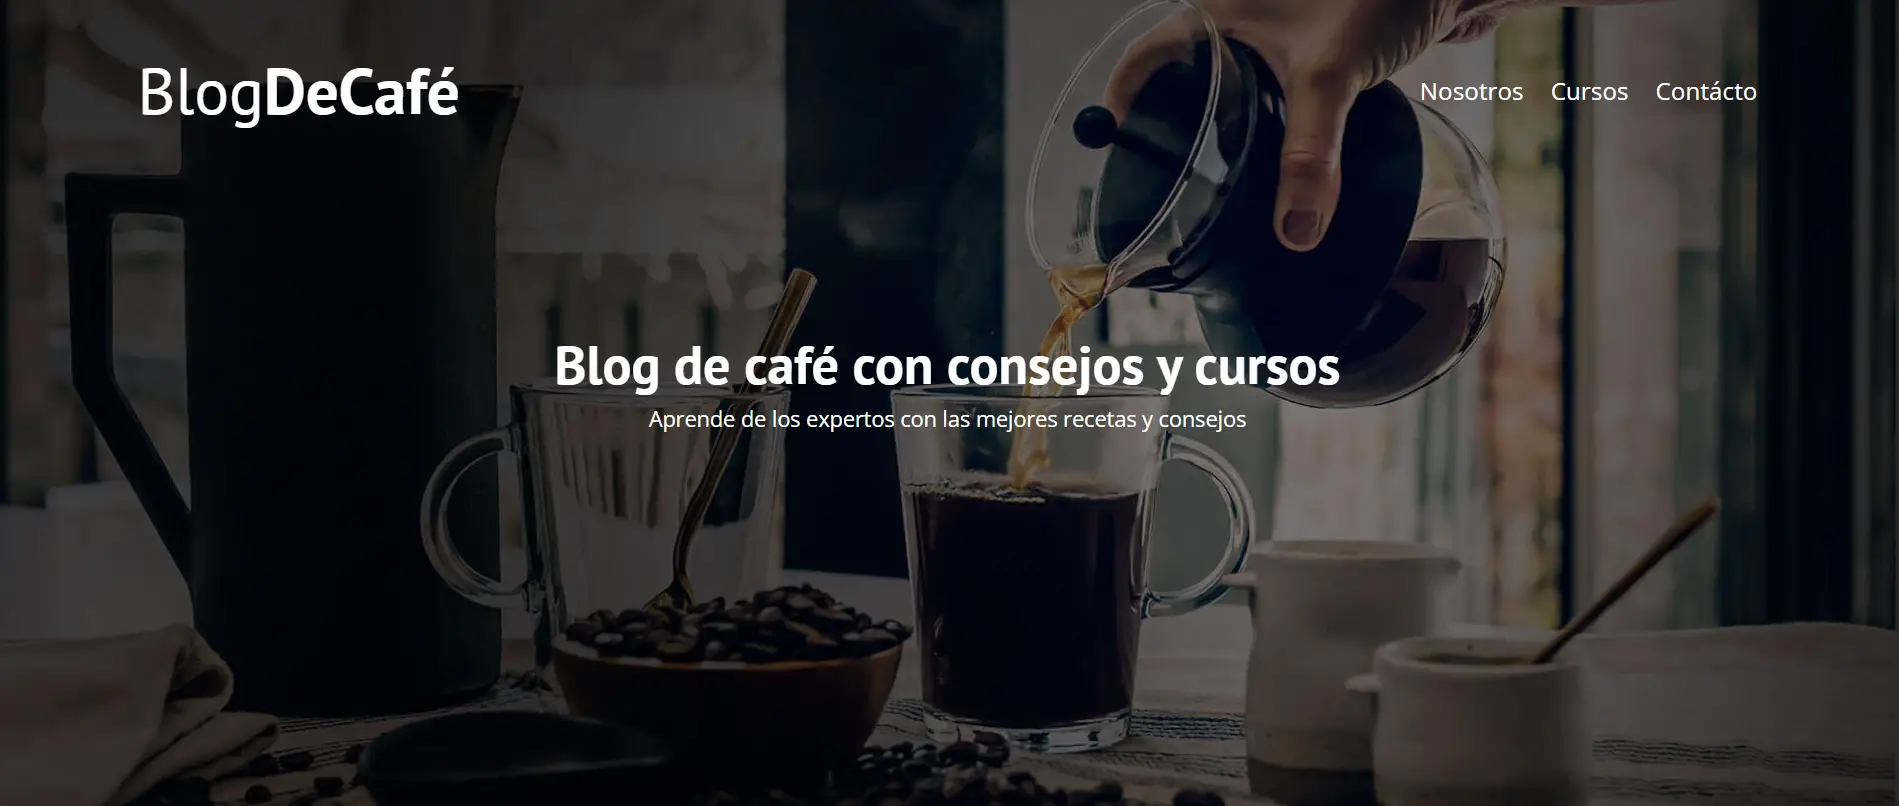 BlogDeCafé
Nosotros Cursos Contácto
Blog de café con consejos y cursos
Aprende de los expertos con las mejores recetas y consejos